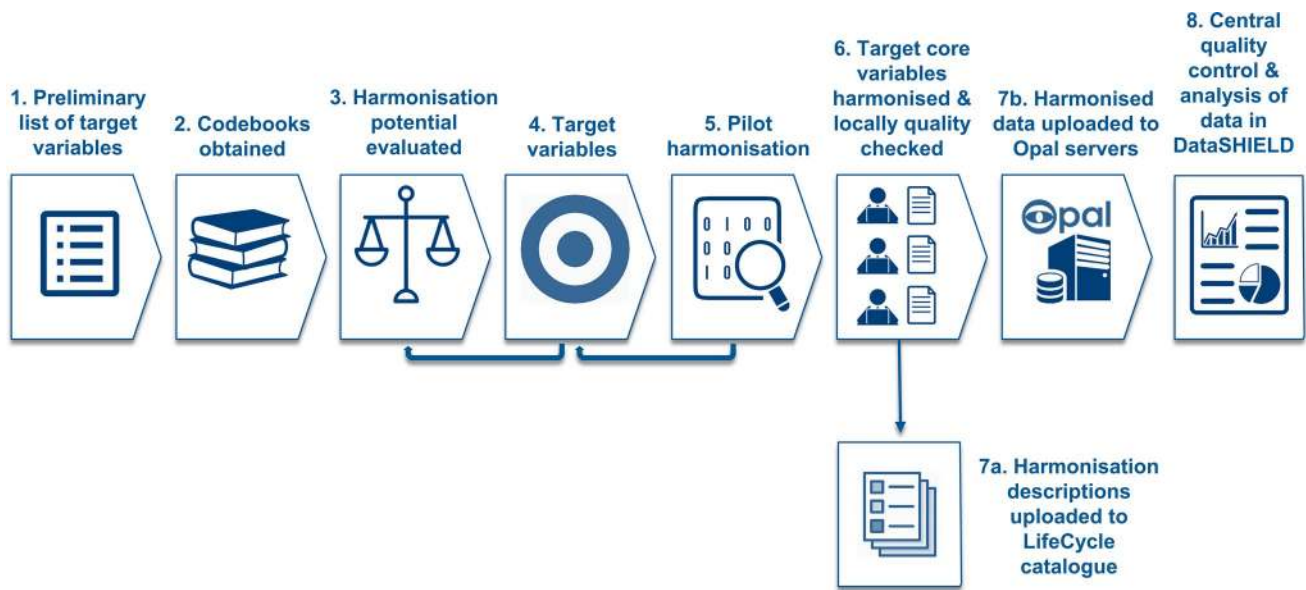 1. Preliminary
list of target
variables
2. Codebooks
obtained
3. Harmonisation
potential
evaluated
4. Target
variables
5. Pilot
harmonisation
0 1 0 0
0 0
1 0
6. Target core
variables
harmonised &
locally quality
checked
7b. Harmonised
data uploaded to
Opal servers
Opal
8. Central
quality
control &
analysis of
data in
DataSHIELD
7a. Harmonisation
descriptions
uploaded to
LifeCycle
catalogue